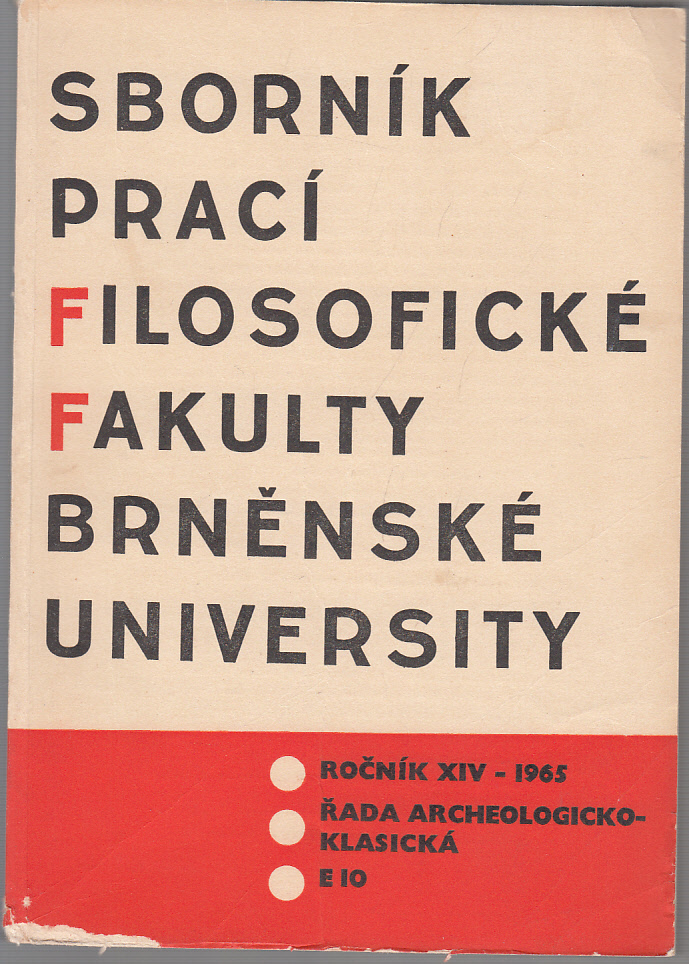 SBORNÍK
PRACÍ
FILOSOFICKÉ
FAKULTY
BRNĚNSKÉ
UNIVERSITY
ROČNÍK XIV - 1965
ŘADA ARCHEOLOGICKO-
KLASICKÁ
E 10